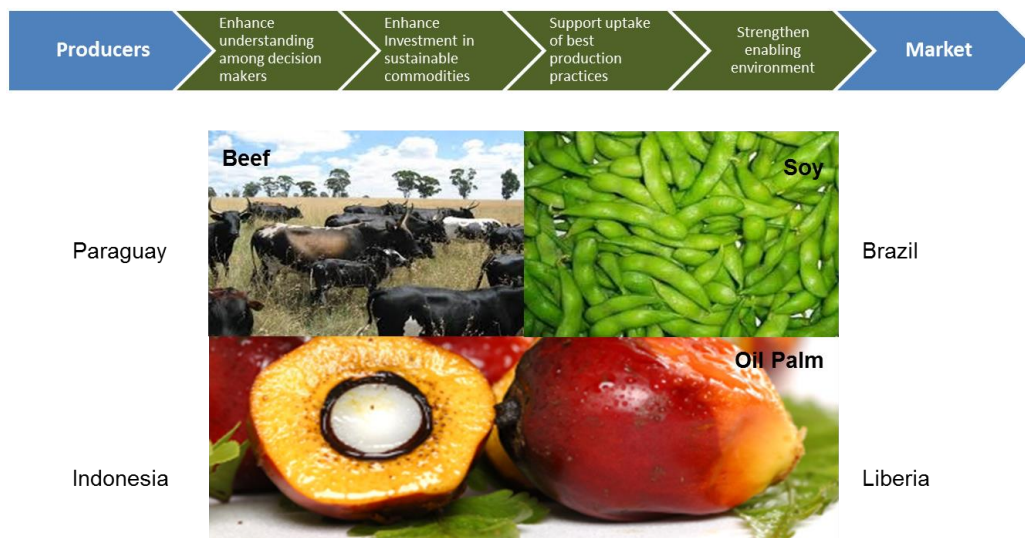 Producers
Enhance
understanding
among decision
makers
Enhance
Investment in
sustainable
commodities
Support uptake
of best
production
practices
Strengthen
enabling
environment
Market
Beef
Soy
Paraguay
Brazil
Oil Palm
Indonesia
Liberia